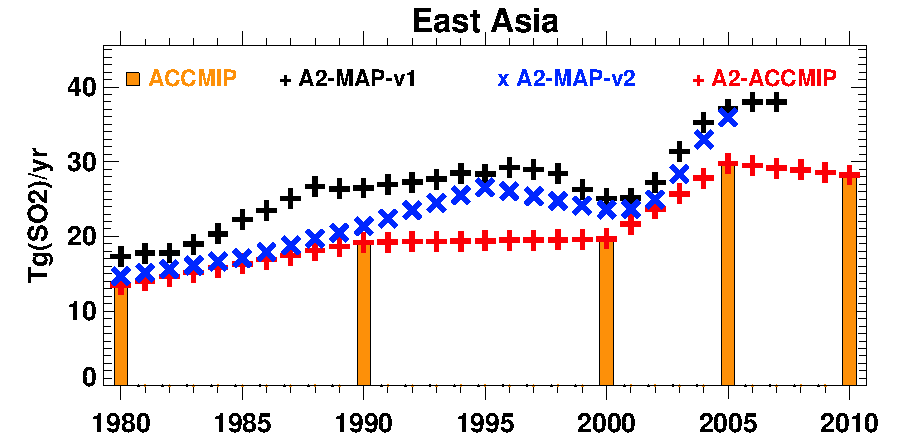 East Asia
ACCMIP + A2-MAP-v1 x A2-MAP-v2 + A2-ACCMIP
Tg(SO2)/yr
40
30
20
10
0
1980 1985 1990 1995 2000 2005 2010